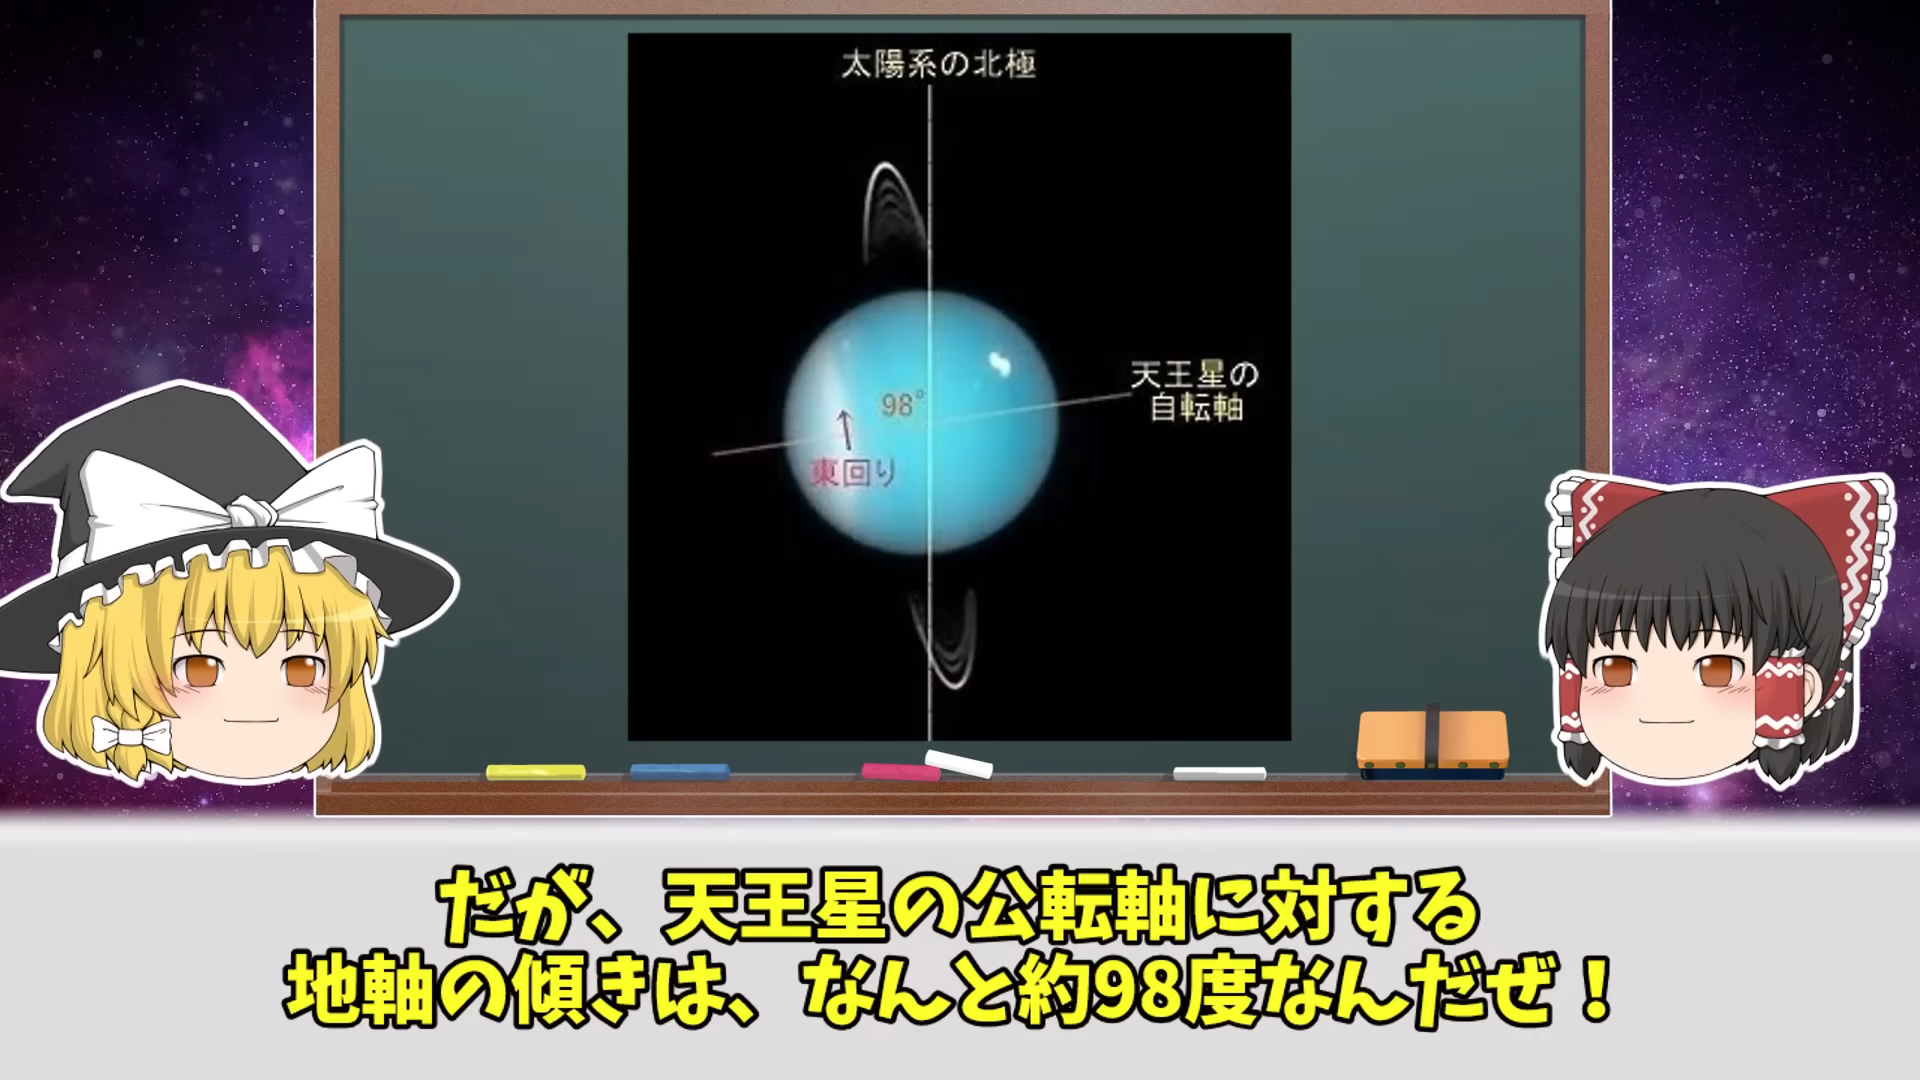 太陽系の北極
天王星の
自転軸
98°
東回り
だが、天王星の公転軸に対する
地軸の傾きは、なんと約98度なんだぜ！